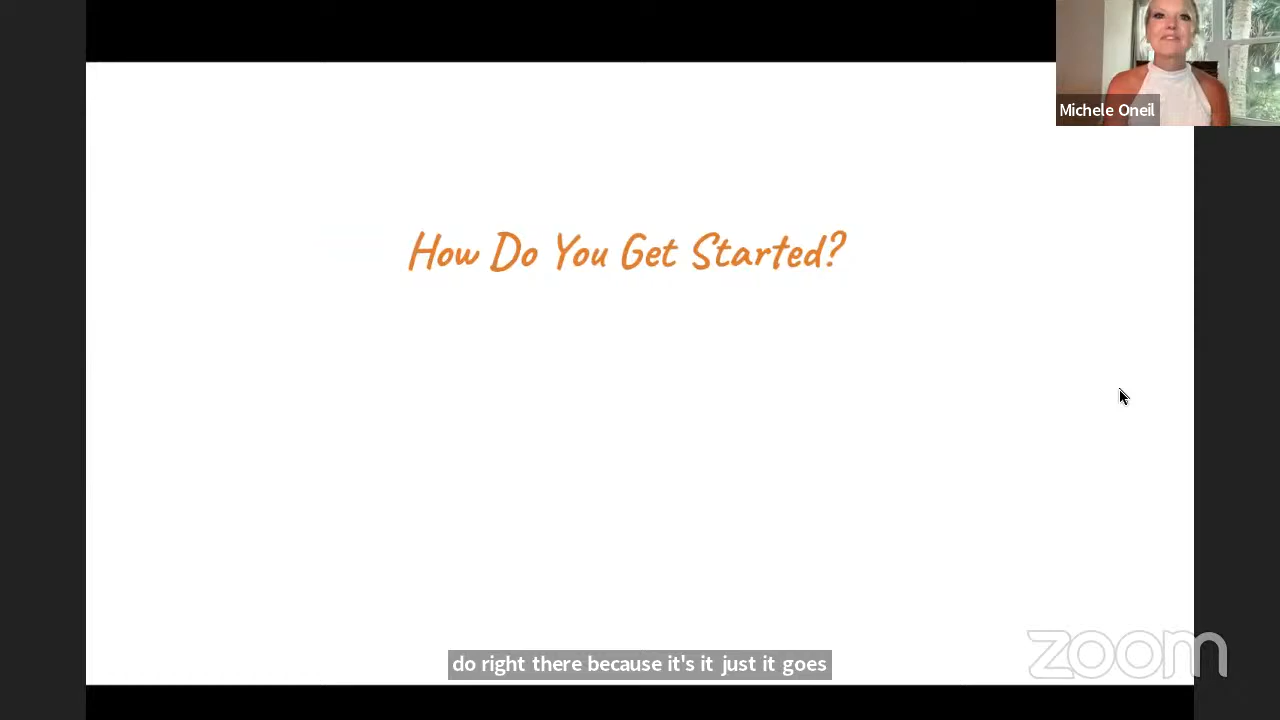 Michele Oneil
How Do You Get Started?
do right there because it's it just it goes
zoom